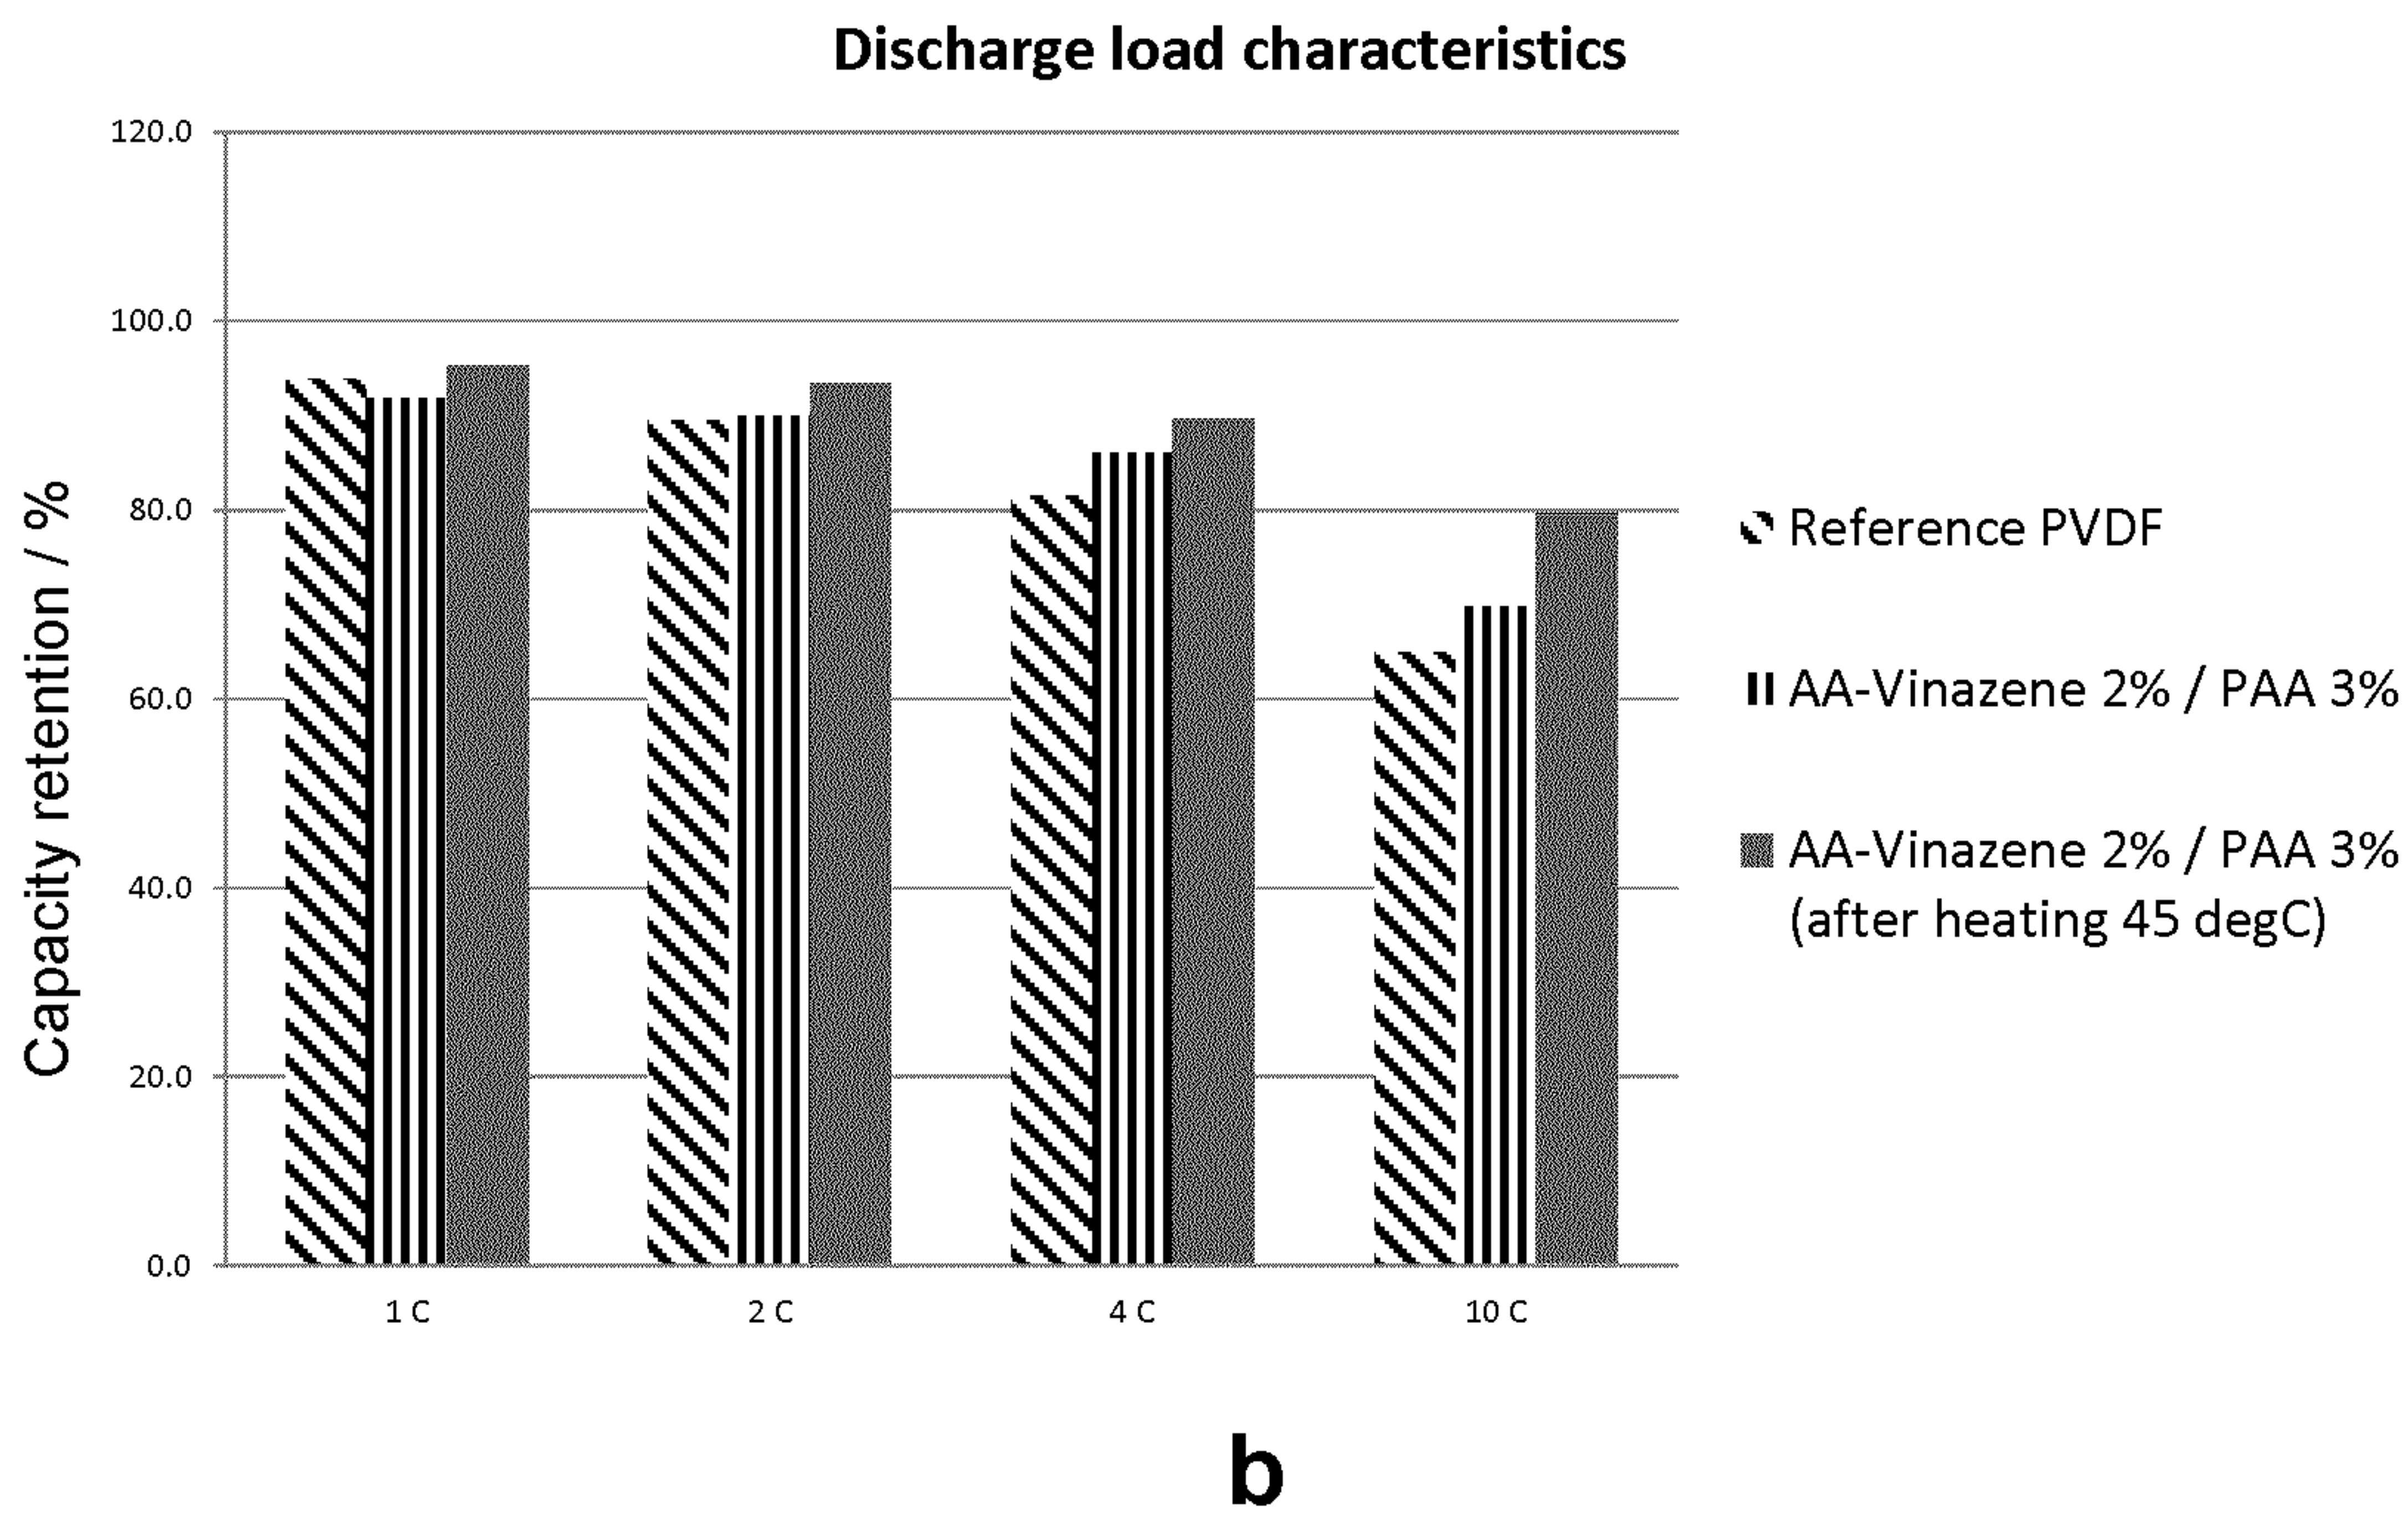 Discharge load characteristics
120.0
100.0
80.0
60.0
40.0
20.0
0.0
Capacity retention / %
1 C
2 C
4 C
10 C
Reference PVDF
AA-Vinazene 2% / PAA 3%
AA-Vinazene 2% / PAA 3%
(after heating 45 degC)
b